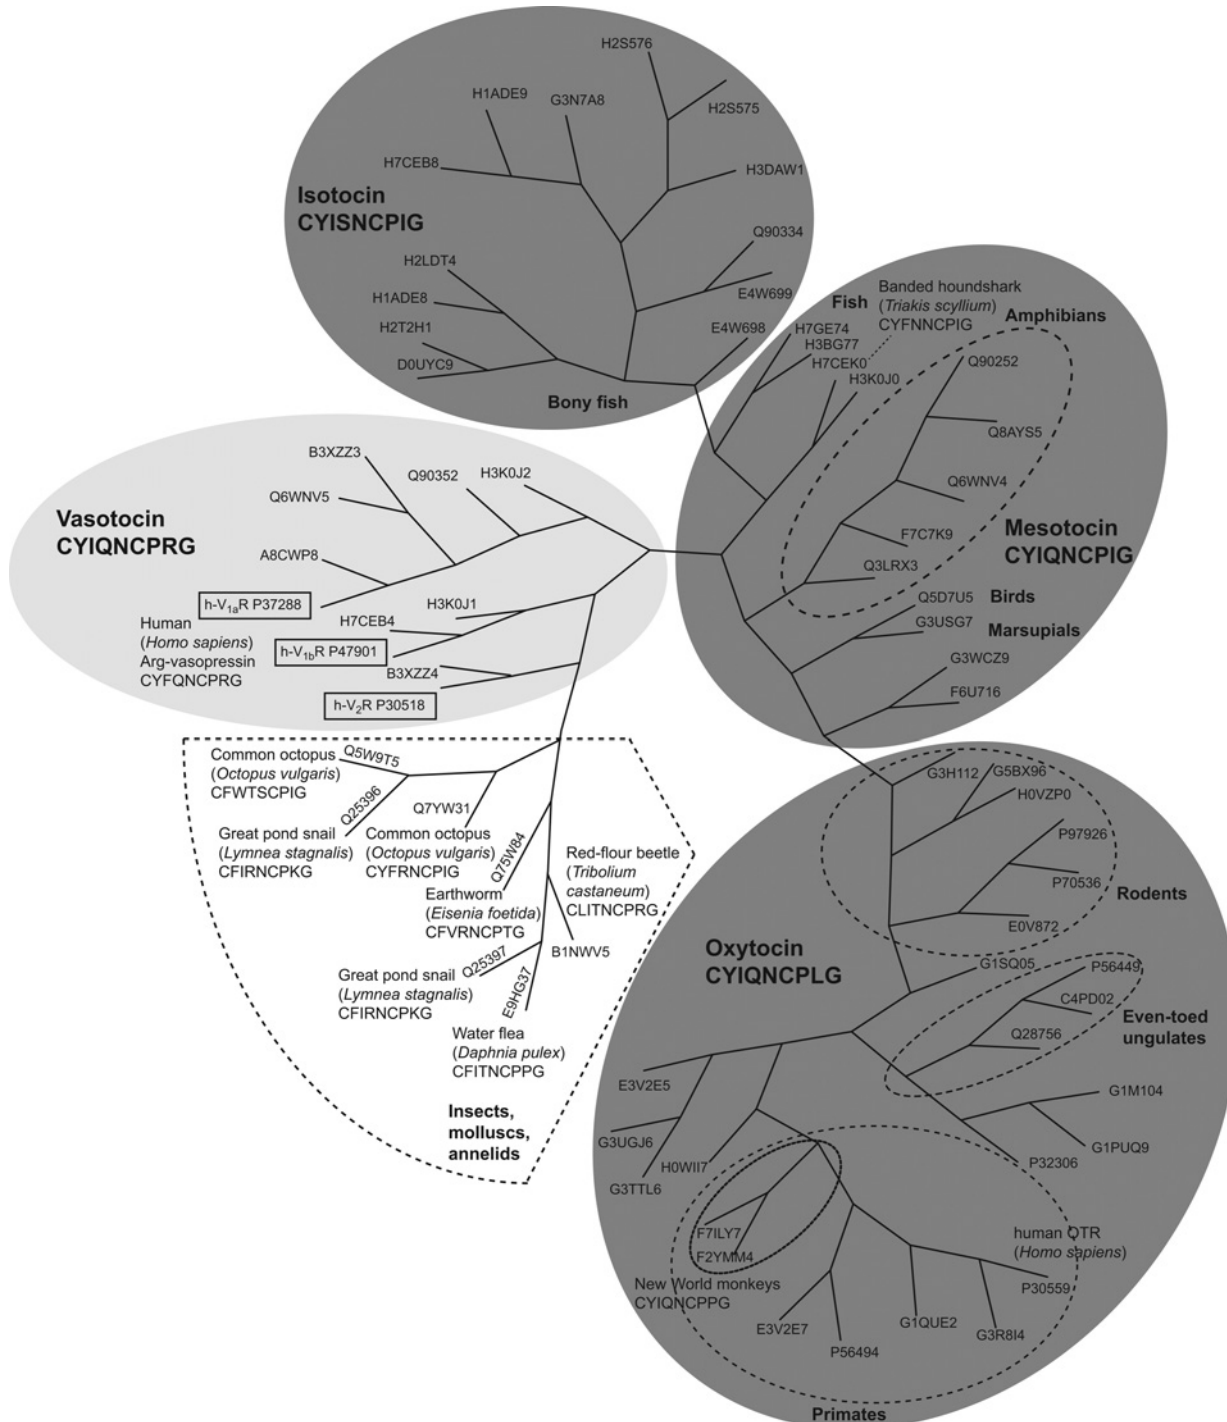 H2S576
H1ADE9
G3N7A8
H2S575
H7CEB8
H3DAW1
Isotocin
CYISNCPIG
Q90334
H2LDT4
E4W699
H1ADE8
H2T2H1
E4W698
D0UYC9
Bony fish
Fish
Banded houndshark
(Triakis scyllium)
CYFNNCPIG
Amphibians
H7GE74
H3BG77
H7CEK0
H3K0J0
Q90252
Q8AYS5
Q6WNV4
Mesotocin
CYIQNCPIG
F7C7K9
Q3LRX3
Q5D7U5
Birds
G3USG7
Marsupials
G3WCZ9
F6U716
B3XZZ3
Q90352
H3K0J2
Q6WNV5
Vasotocin
CYIQNCPRG
A8CWP8
h-V1aR P37288
H3K0J1
Human
(Homo sapiens)
Arg-vasopressin
CYFQNCPRG
H7CEB4
h-V1bR P47901
B3XZZ4
h-V2R P30518
Common octopus
(Octopus vulgaris)
CFWTSCPIG
Q5W9T5
Q25396
Great pond snail
(Lymnea stagnalis)
CFIRNCPKG
Q7YW31
Common octopus
(Octopus vulgaris)
CYFRNCPIG
Q75W84
Earthworm
(Eisenia foetida)
CFVRNCPTG
Red-flour beetle
(Tribolium
castaneum)
CLITNCPRG
B1NWV5
Q25397
Great pond snail
(Lymnea stagnalis)
CFIRNCPKG
E9HG37
Water flea
(Daphnia pulex)
CFITNCPPG
Insects,
molluscs,
annelids
G3H112
G5BX96
H0VZP0
P97926
P70536
Rodents
E0V872
Oxytocin
CYIQNCPLG
G1SQ05
P56449
C4PD02
Even-toed
ungulates
Q28756
E3V2E5
G1M104
G3UGJ6
G1PUQ9
H0WII7
P32306
G3TTL6
F7ILY7
F2YMM4
New World monkeys
CYIQNCPPG
human OTR
(Homo sapiens)
P30559
E3V2E7
G1QUE2
G3R8I4
P56494
Primates